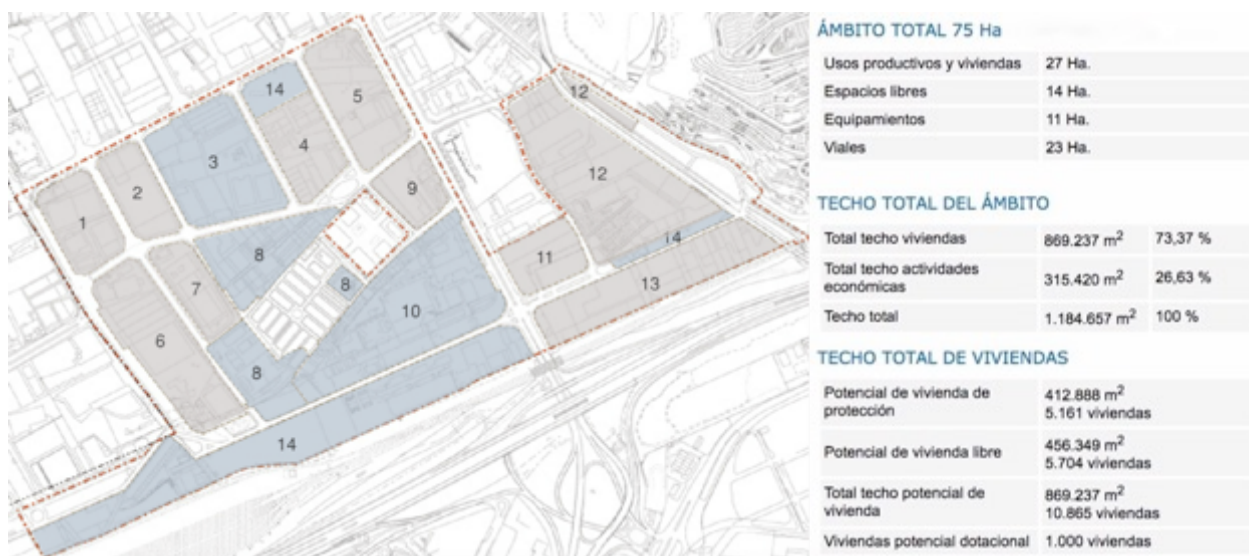 14
5
3
4
2
1
9
8
7
8
10
6
8
14
12
12
14
11
13
ÁMBITO TOTAL 75 Ha
Usos productivos y viviendas 27 Ha.
Espacios libres 14 Ha.
Equipamientos 11 Ha.
Viales 23 Ha.
TECHO TOTAL DEL ÁMBITO
Total techo viviendas 869.237 m² 73,37 %
Total techo actividades
económicas 315.420 m² 26,63 %
Techo total 1.184.657 m² 100 %
TECHO TOTAL DE VIVIENDAS
Potencial de vivienda de 412.888 m²
protección 5.161 viviendas
Potencial de vivienda libre 456.349 m²
5.704 viviendas
Total techo potencial de 869.237 m²
vivienda 10.865 viviendas
Viviendas potencial dotacional 1.000 viviendas